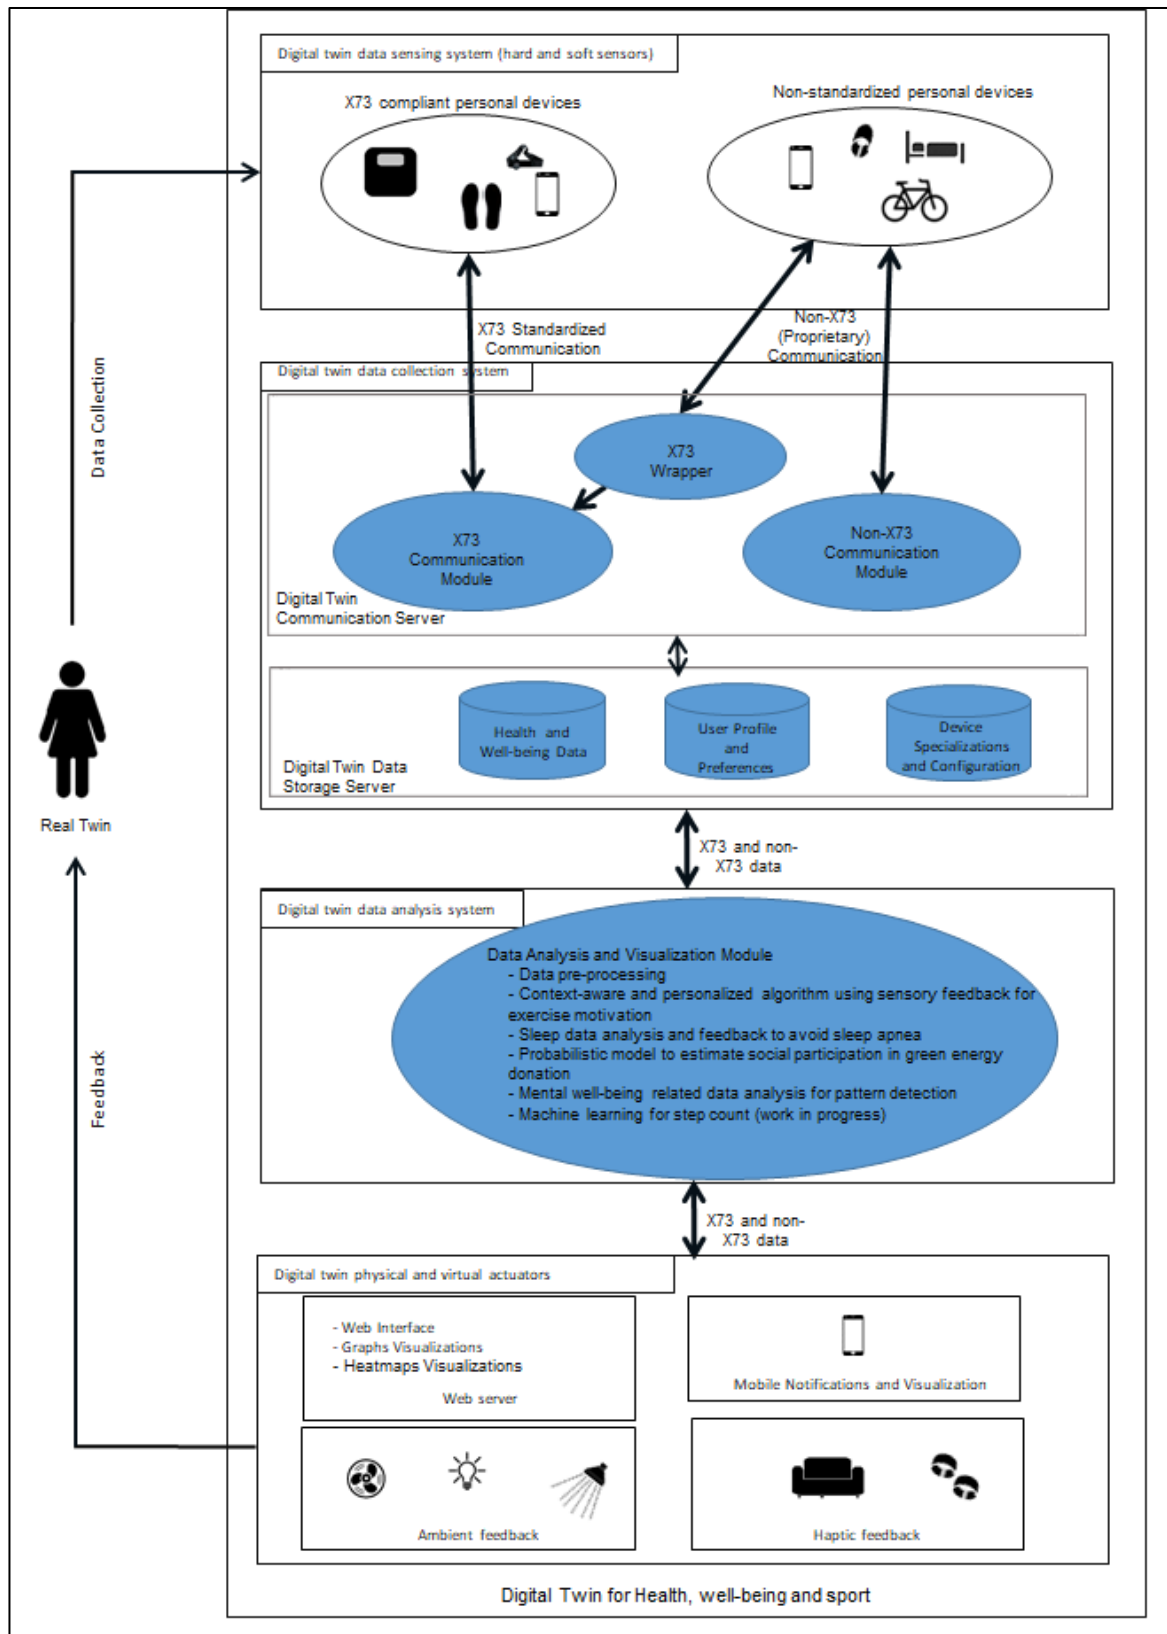 Digital twin data sensing system (hard and soft sensors)
X73 compliant personal devices
Non-standardized personal devices
X73 Standardized
Communication
Non-X73
(Proprietary)
Communication
Data Collection
Digital twin data collection system
X73
Wrapper
X73
Communication
Module
Non-X73
Communication
Module
Digital Twin
Communication Server
Health and
Well-being Data
User Profile
and
Preferences
Device
Specializations
and Configuration
Digital Twin Data
Storage Server
Real Twin
X73 and non-
X73 data
Digital twin data analysis system
Data Analysis and Visualization Module
- Data pre-processing
- Context-aware and personalized algorithm using sensory feedback for
exercise motivation
- Sleep data analysis and feedback to avoid sleep apnea
- Probabilistic model to estimate social participation in green energy
donation
- Mental well-being related data analysis for pattern detection
- Machine learning for step count (work in progress)
Feedback
X73 and non-
X73 data
Digital twin physical and virtual actuators
- Web Interface
- Graphs Visualizations
- Heatmaps Visualizations
Web server
Mobile Notifications and Visualization
Ambient feedback
Haptic feedback
Digital Twin for Health, well-being and sport